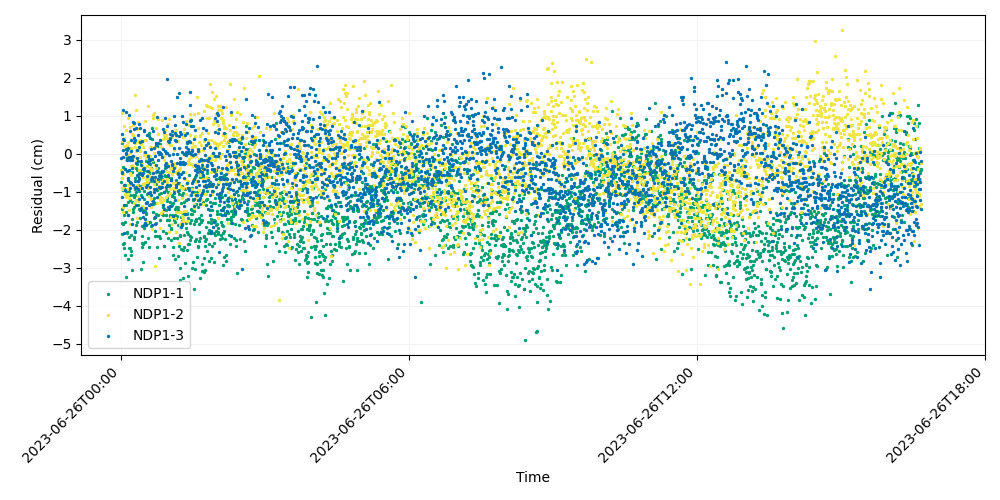 3
2
1
0
−1
−2
−3
−4
−5
Residual (cm)
NDP1-1
NDP1-2
NDP1-3
2023-06-26T00:00
2023-06-26T06:00
2023-06-26T12:00
2023-06-26T18:00
Time